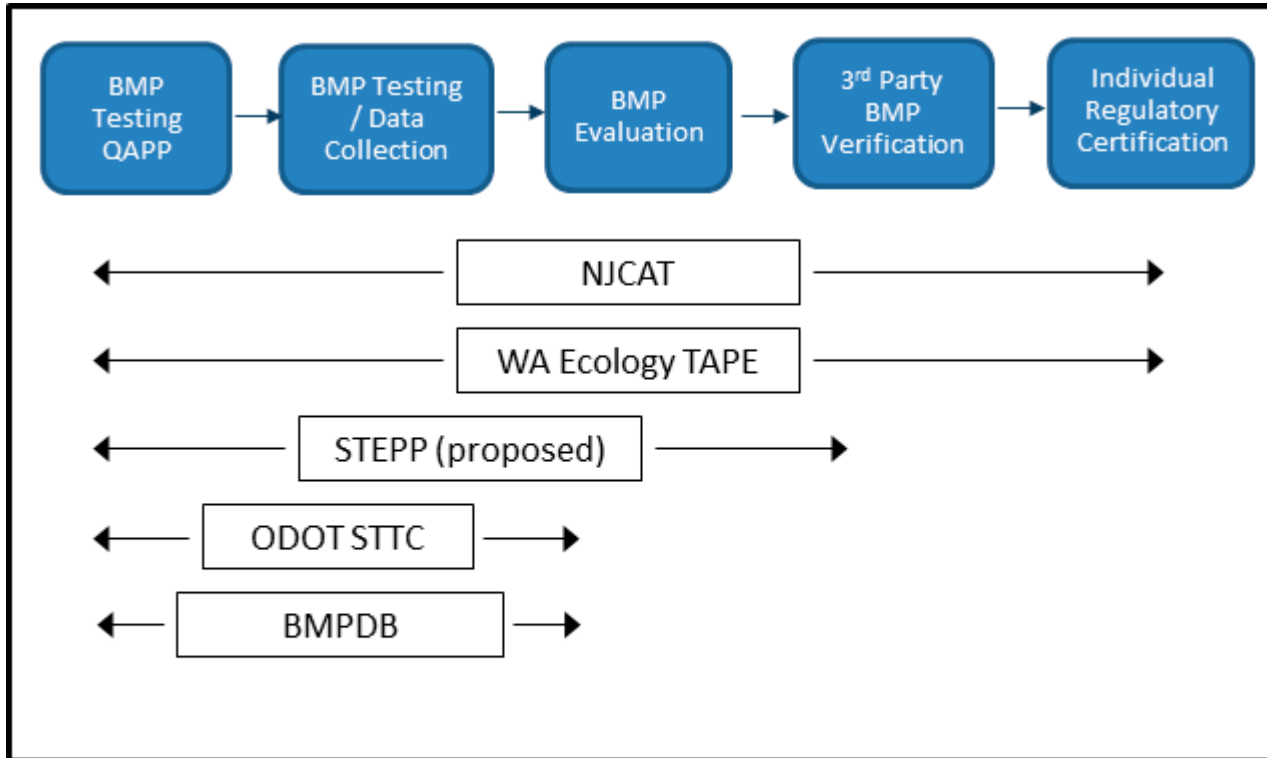 BMP
Testing
QAPP
BMP Testing
/ Data
Collection
BMP
Evaluation
3rd Party
BMP
Verification
Individual
Regulatory
Certification
NJCAT
WA Ecology TAPE
STEPP (proposed)
ODOT STTC
BMPDB